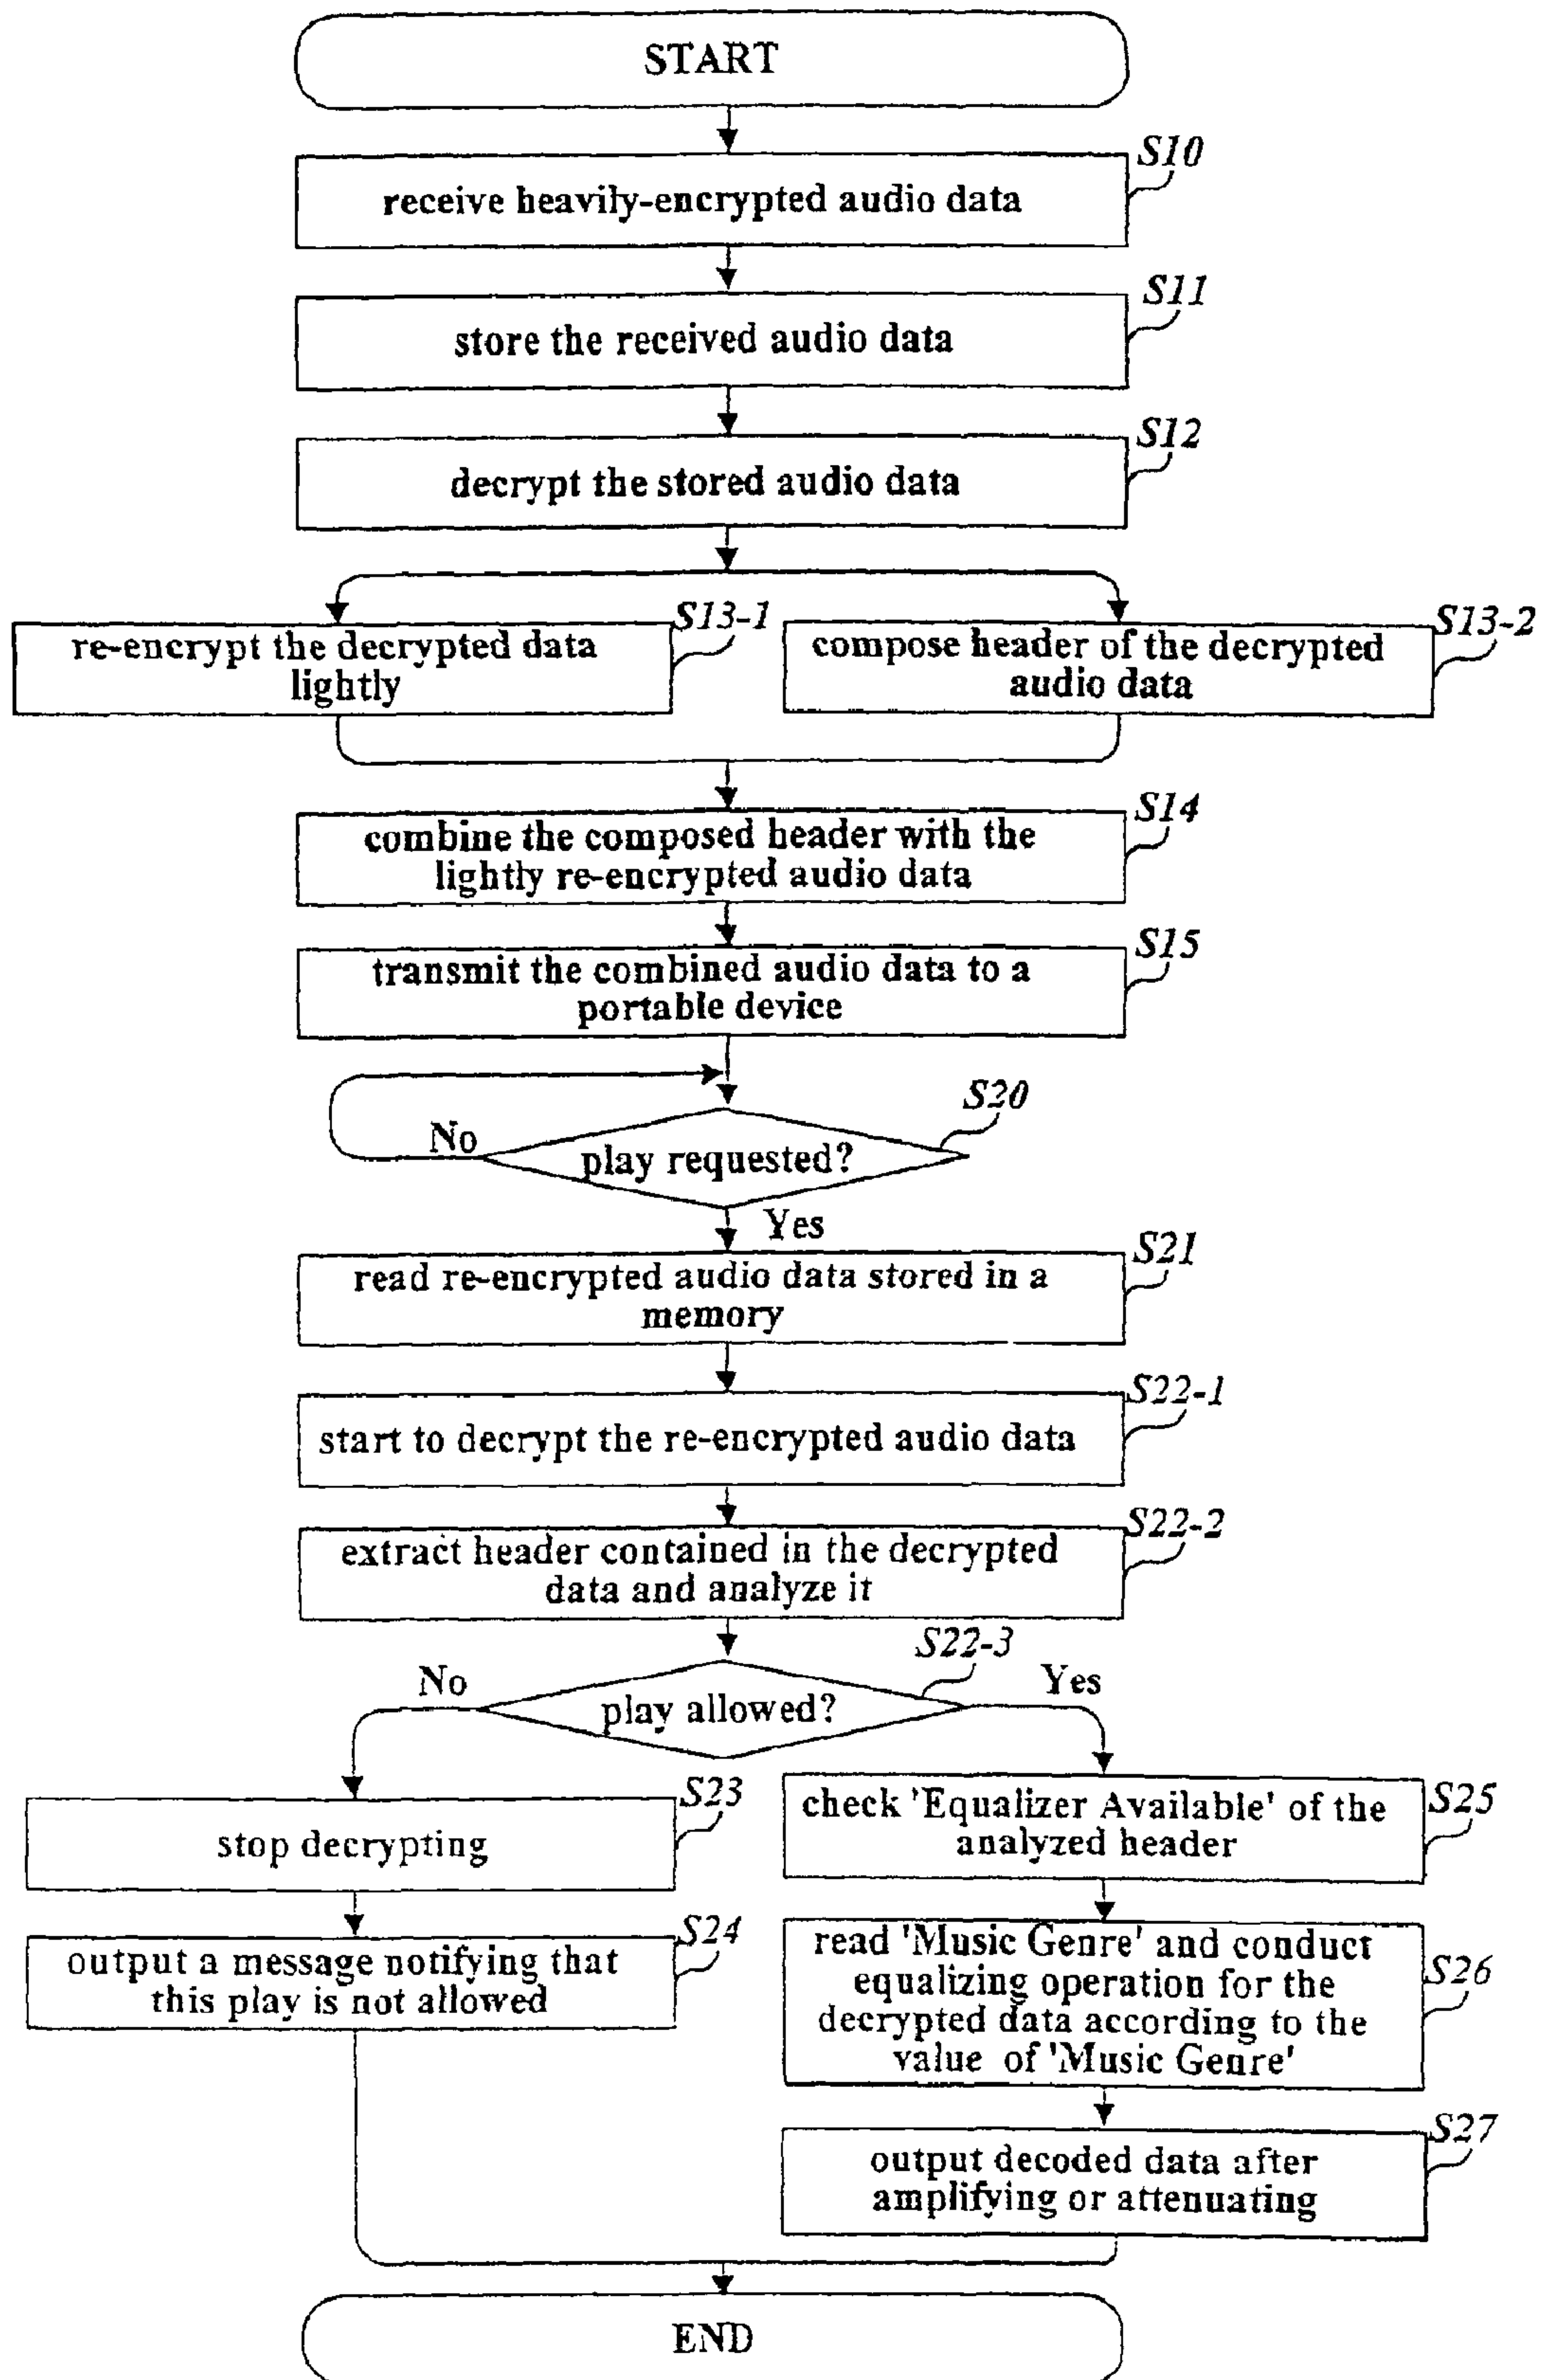 START
S10
receive heavily-encrypted audio data
S11
store the received audio data
S12
decrypt the stored audio data
S13-1
re-encrypt the decrypted data
lightly
S13-2
compose header of the decrypted
audio data
S14
combine the composed header with the
lightly re-encrypted audio data
S15
transmit the combined audio data to a
portable device
S20
No
play requested?
Yes
S21
read re-encrypted audio data stored in a
memory
S22-1
start to decrypt the re-encrypted audio data
S22-2
extract header contained in the decrypted
data and analyze it
S22-3
No
Yes
play allowed?
S23
stop decrypting
S24
output a message notifying that
this play is not allowed
S25
check 'Equalizer Available' of the
analyzed header
S26
read 'Music Genre' and conduct
equalizing operation for the
decrypted data according to the
value of 'Music Genre'
S27
output decoded data after
amplifying or attenuating
END